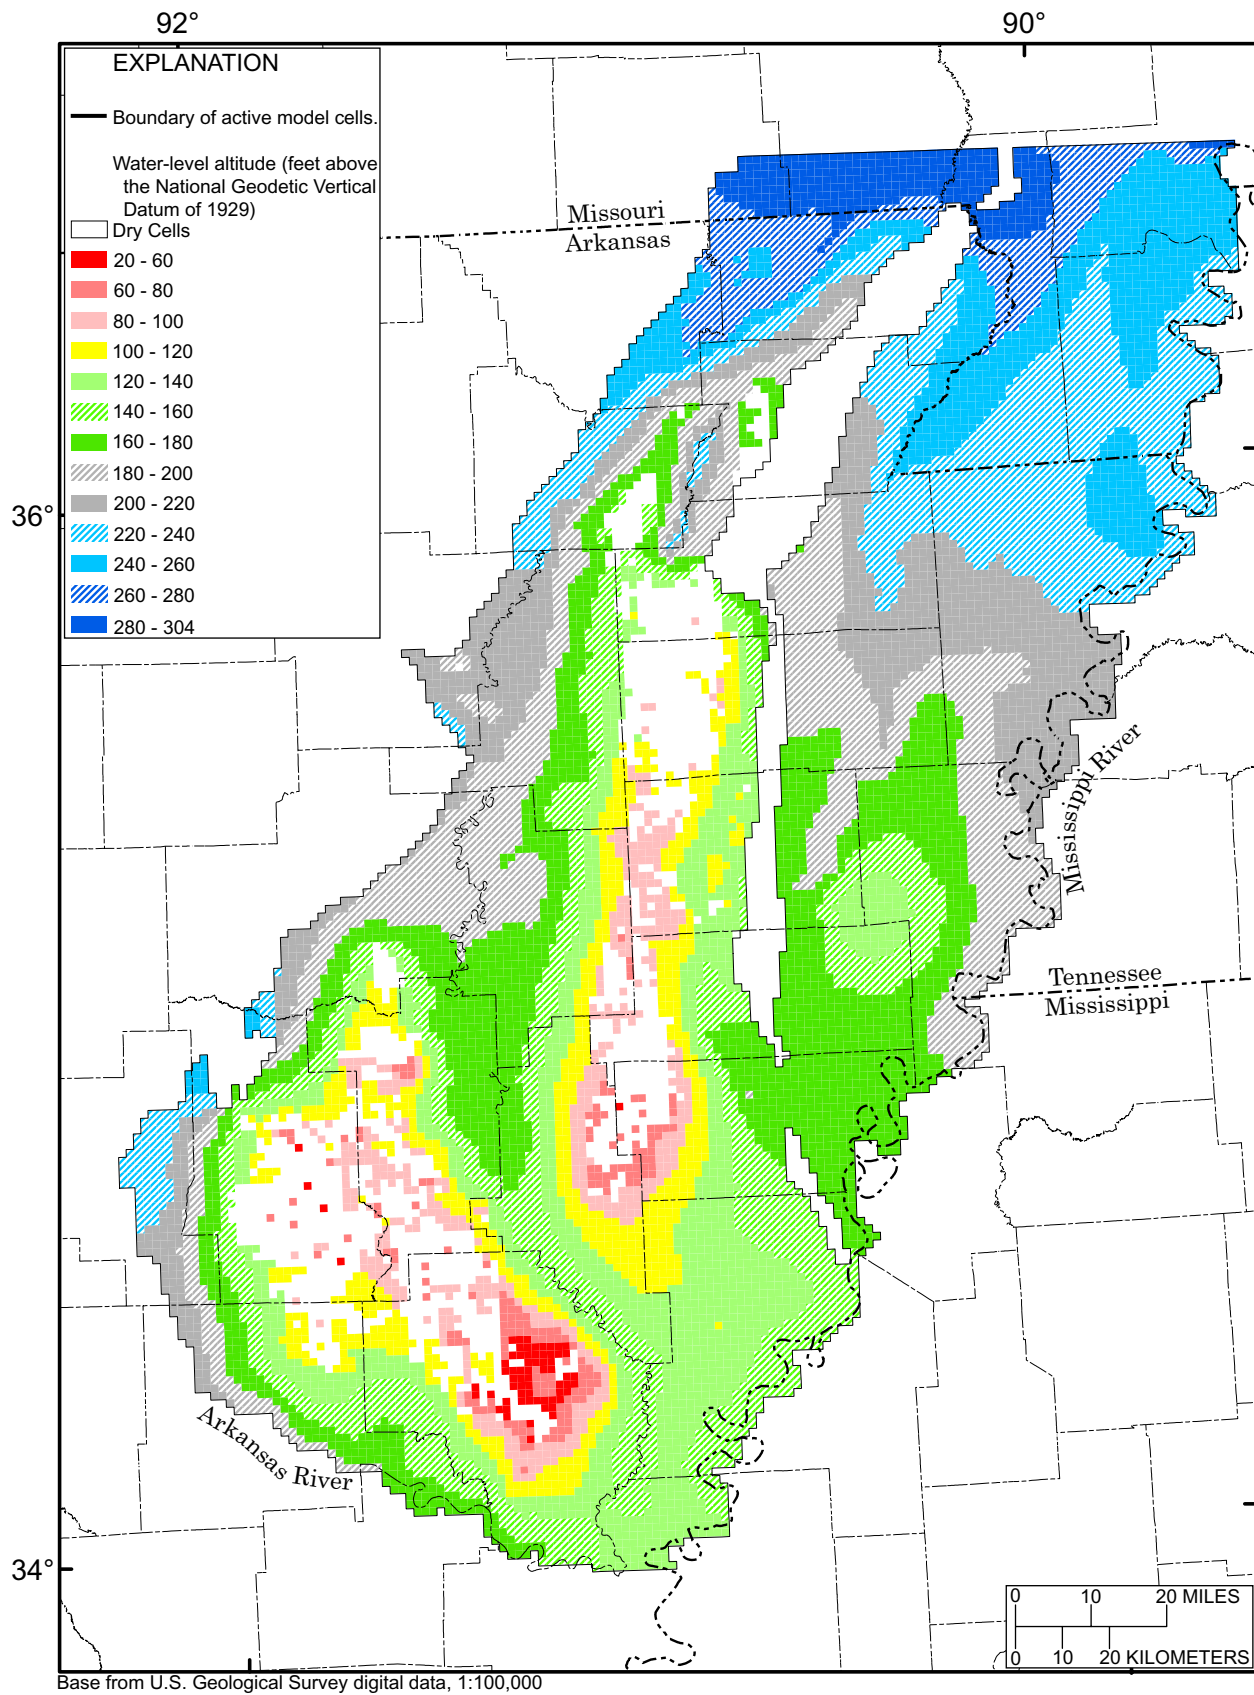 92°
90°
EXPLANATION
Boundary of active model cells.
Water-level altitude (feet above
the National Geodetic Vertical
Datum of 1929)
Dry Cells
20 - 60
60 - 80
80 - 100
100 - 120
120 - 140
140 - 160
160 - 180
180 - 200
200 - 220
220 - 240
240 - 260
260 - 280
280 - 304
Missouri
Arkansas
36°
Mississippi River
Tennessee
Mississippi
Arkansas River
34°
0 10 20 MILES
0 10 20 KILOMETERS
Base from U.S. Geological Survey digital data, 1:100,000